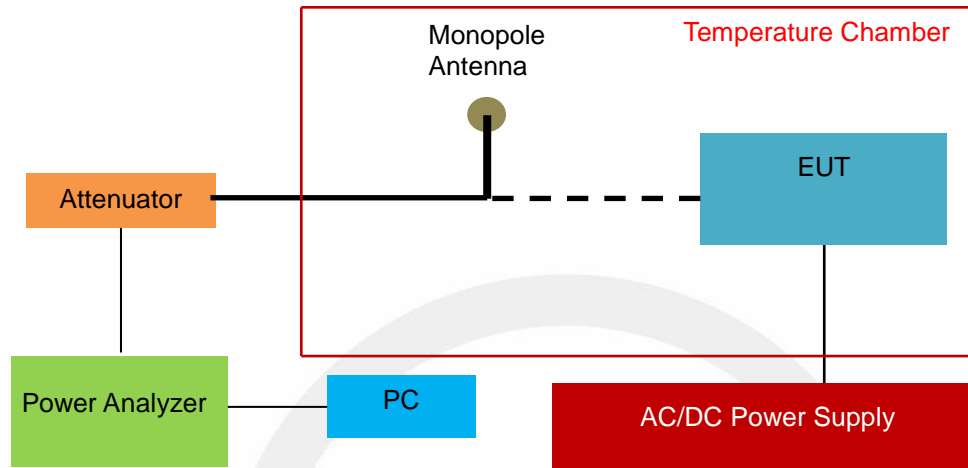 Monopole
Antenna
Temperature Chamber
EUT
Attenuator
Power Analyzer
PC
AC/DC Power Supply